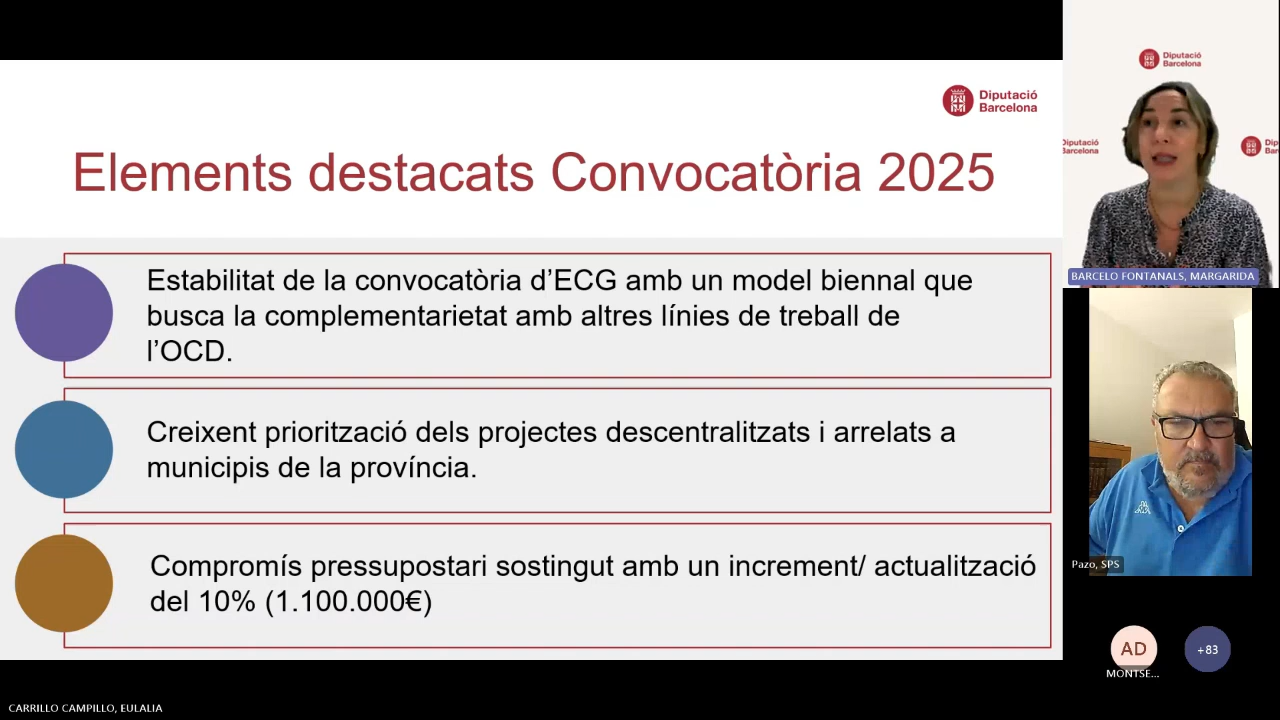 Diputació
Barcelona
Elements destacats Convocatòria 2025
Estabilitat de la convocatòria d’ECG amb un model biennal que
busca la complementarietat amb altres línies de treball de
l’OCD.
Creixent priorització dels projectes descentralitzats i arrelats a
municipis de la província.
Compromís pressupostari sostingut amb un increment/ actualització
del 10% (1.100.000€)
CARRILLO CAMPILLO, EULALIA
Diputació
Barcelona
Diputació
Barcelona
BARCELO FONTANALS, MARGARIDA
Pazo, SPS
AD
MONTSE...
+83